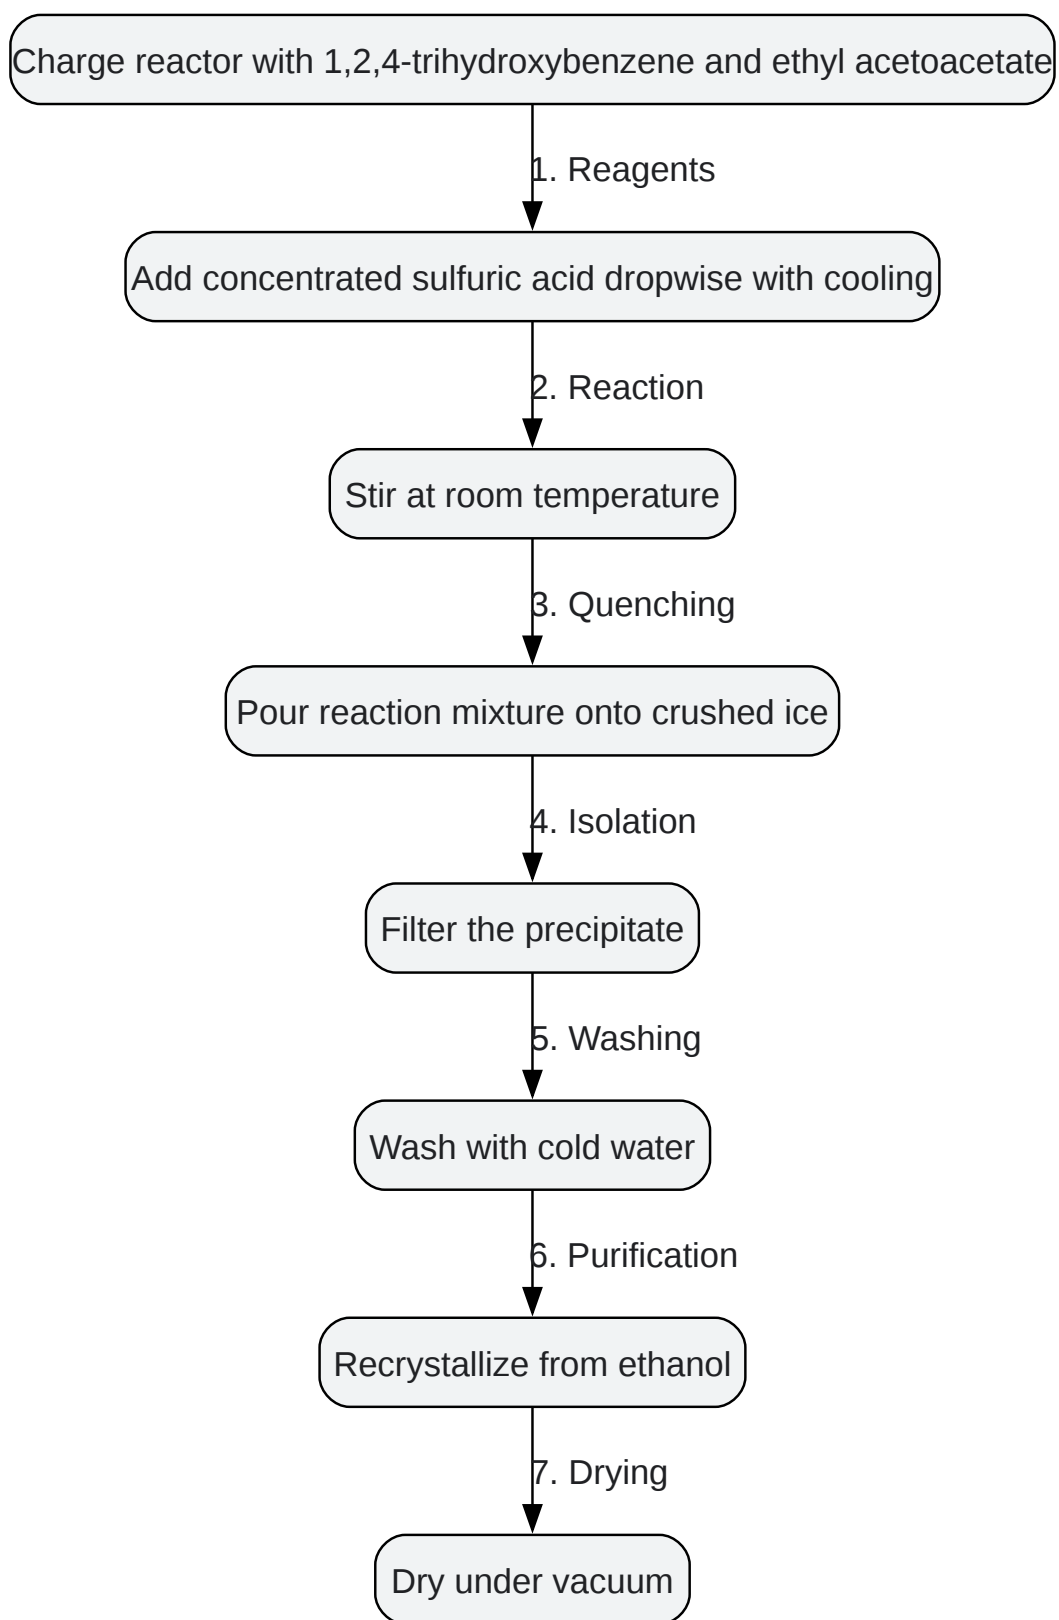 Charge reactor with 1,2,4-trihydroxybenzene and ethyl acetoacetate
1. Reagents
Add concentrated sulfuric acid dropwise with cooling
2. Reaction
Stir at room temperature
3. Quenching
Pour reaction mixture onto crushed ice
4. Isolation
Filter the precipitate
5. Washing
Wash with cold water
6. Purification
Recrystallize from ethanol
7. Drying
Dry under vacuum